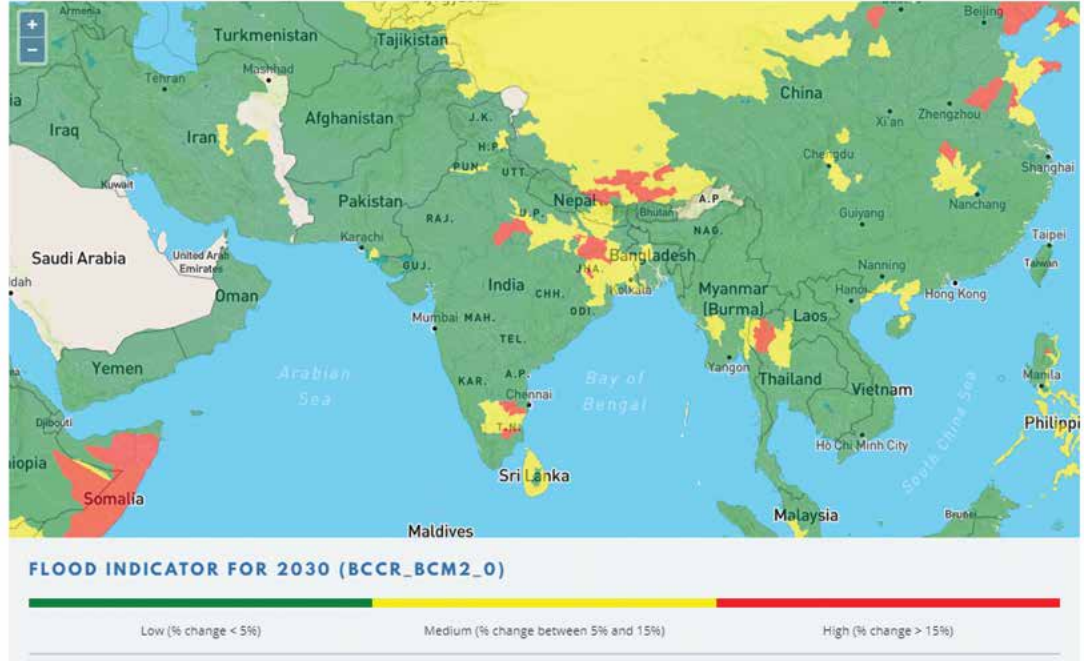 +
Armenia
Beijing
Turkmenistan
Tajikistan
−
Tehran
Mashhad
China
ia
Iraq
Iran
Afghanistan
J.K.
Xi'an
Zhengzhou
H.P.
Chengdu
Shanghai
Kuwait
PUN.
UTT.
Pakistan
Nepal
A.P
Nanchang
RAJ.
U.P.
Bhutan
Guiyang
Karachi
NAG.
Taipei
Saudi Arabia
United Arab
Emirates
GUJ.
Bangladesh
Nanning
Taiwan
JHA.
dah
Oman
India
CHH.
Kolkata
Myanmar
(Burma)
Hanoi
Hong Kong
Mumbai
MAH.
ODI.
Laos
TEL.
Yemen
Arabian
Sea
KAR.
A.P.
Bay of
Bengal
Yangon
Thailand
Vietnam
Manila
Chennai
Djibouti
T.N.
Philippi
hiopia
Ho Chi Minh City
South China Sea
Somalia
Sri Lanka
Malaysia
Brunei
Maldives
FLOOD INDICATOR FOR 2030 (BCCR_BCM2_0)
Low (% change < 5%)
Medium (% change between 5% and 15%)
High (% change > 15%)